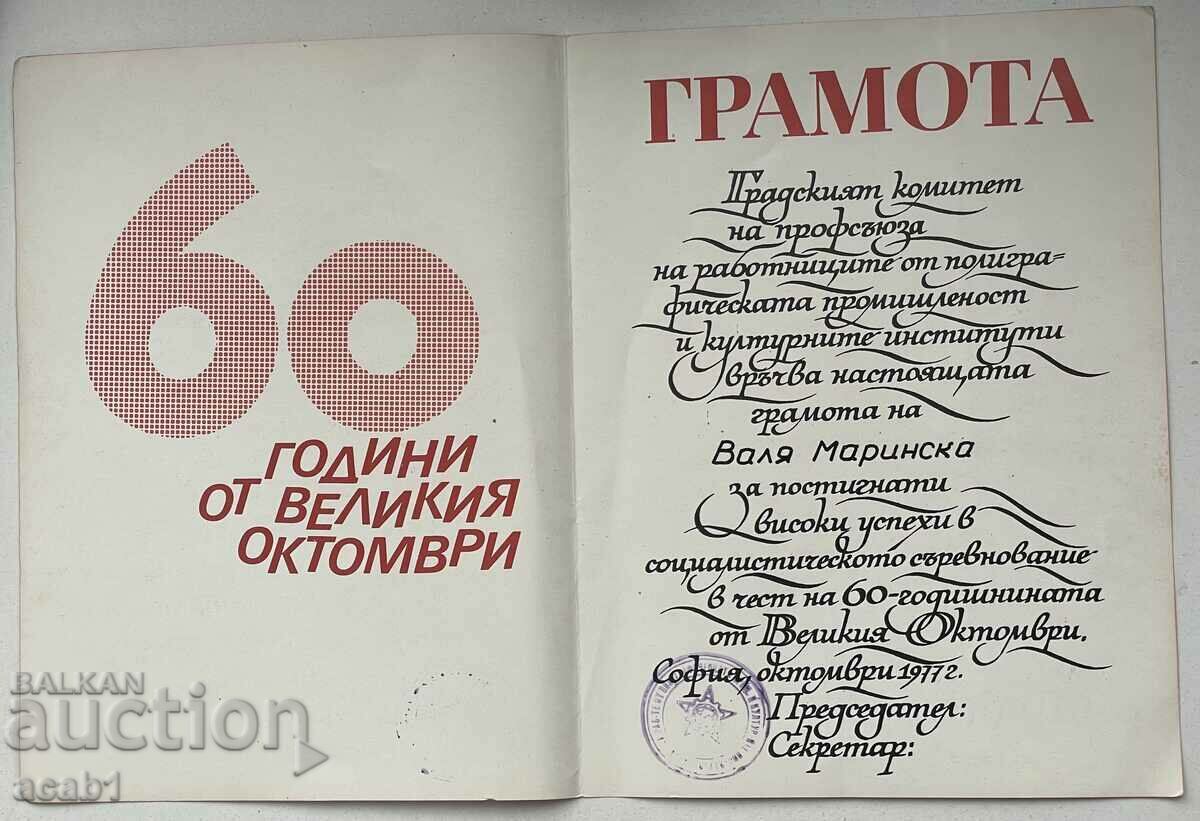 60
ГОДИНИ
ОТ ВЕЛИКИЯ
ОКТОМВРИ
ГРАМОТА
Градският комитет
на профсъюза
на работниците от полигра-
фическата промишленост
и културните институти
връчва настоящата
грамота на
Валя Маринска
за постигнати
високи успехи в
социалистическото съревнование
в чест на 60-годишнината
от Великия Октомври.
София, октомври 1977 г.
Председател:
Секретар:
BALKAN
auction
acab1